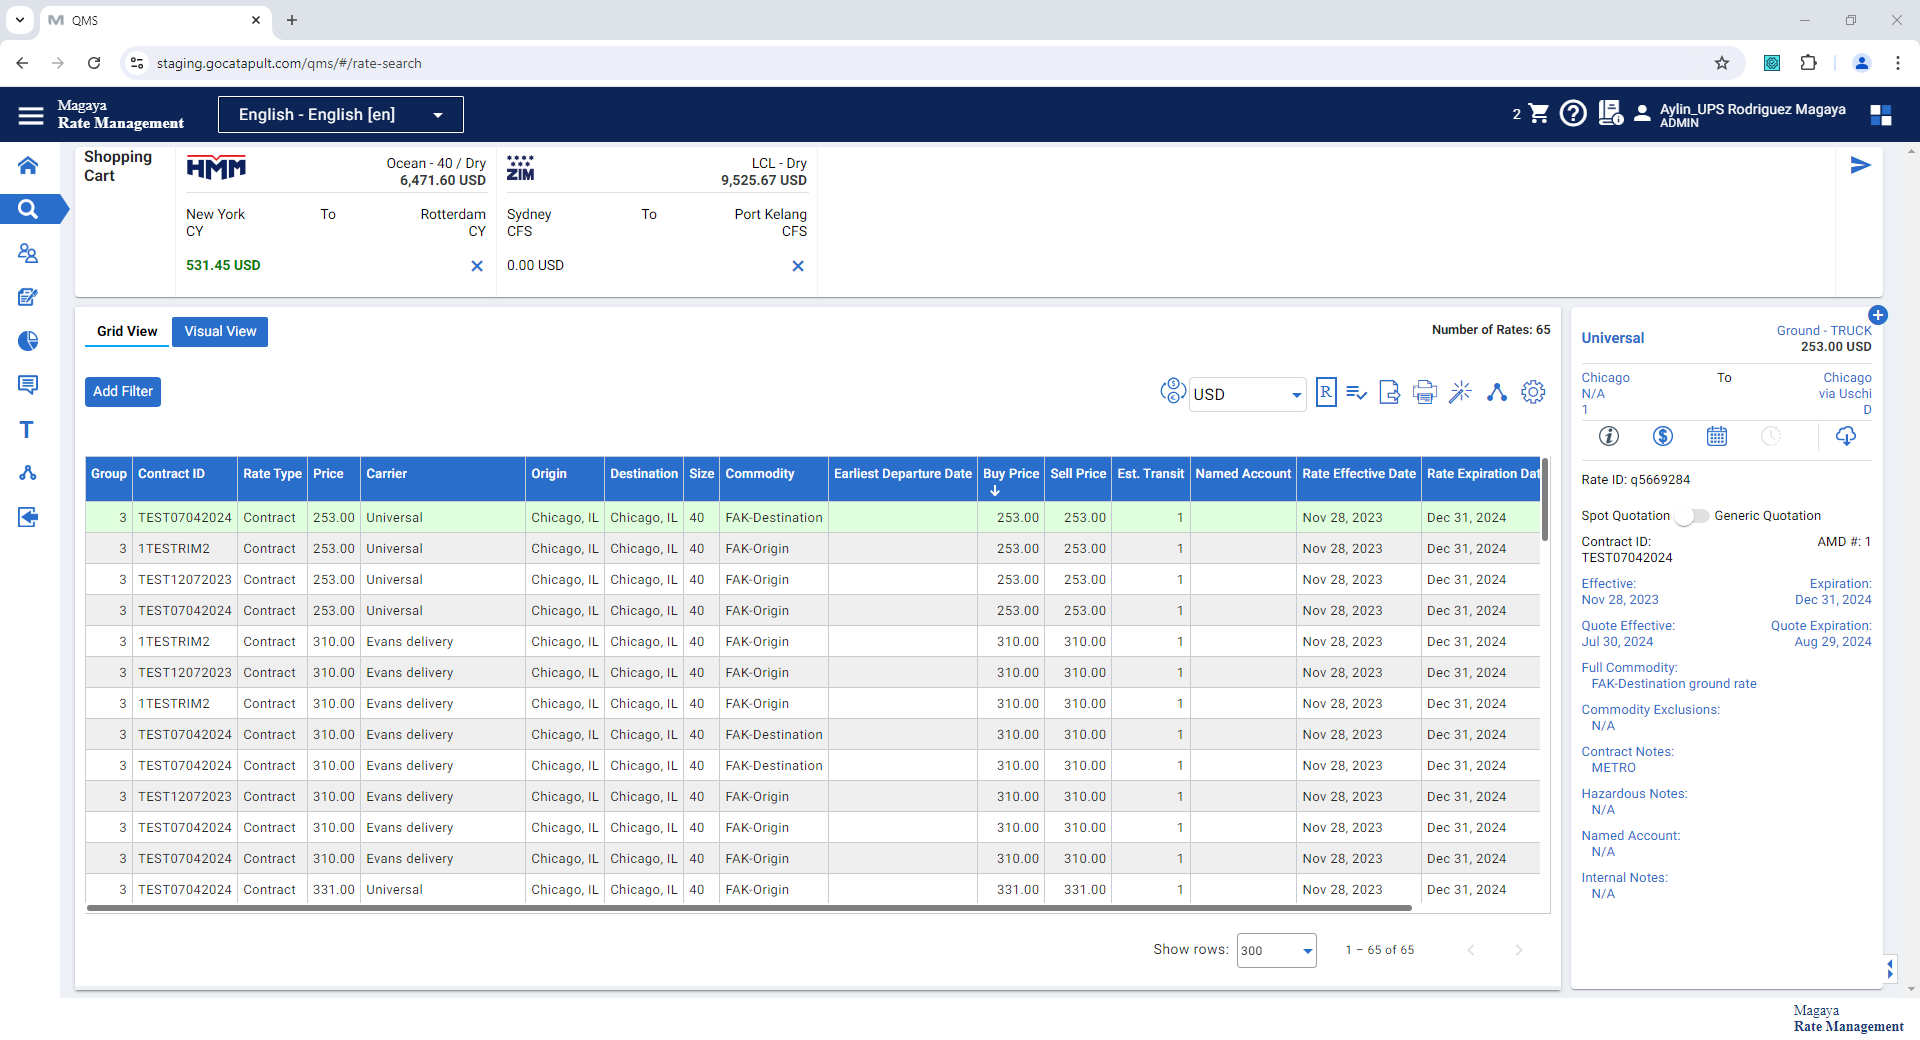 QMS
staging.gocatapult.com/qms/#/rate-search
Magaya
Rate Management
English - English [en]
2
Aylin_UPS Rodriguez Magaya
ADMIN
Shopping
Cart
HMM
Ocean - 40 / Dry
6,471.60 USD
New York To Rotterdam
CY CY
531.45 USD
ZIM
LCL - Dry
9,525.67 USD
Sydney To Port Kelang
CFS CFS
0.00 USD
Grid View
Visual View
Number of Rates: 65
Add Filter
USD
R
Group Contract ID Rate Type Price Carrier Origin Destination Size Commodity Earliest Departure Date Buy Price Sell Price Est. Transit Named Account Rate Effective Date Rate Expiration Dat
3 TEST07042024 Contract 253.00 Universal Chicago, IL Chicago, IL 40 FAK-Destination 253.00 253.00 1 Nov 28, 2023 Dec 31, 2024
3 1TESTRIM2 Contract 253.00 Universal Chicago, IL Chicago, IL 40 FAK-Origin 253.00 253.00 1 Nov 28, 2023 Dec 31, 2024
3 TEST12072023 Contract 253.00 Universal Chicago, IL Chicago, IL 40 FAK-Origin 253.00 253.00 1 Nov 28, 2023 Dec 31, 2024
3 TEST07042024 Contract 253.00 Universal Chicago, IL Chicago, IL 40 FAK-Origin 253.00 253.00 1 Nov 28, 2023 Dec 31, 2024
3 1TESTRIM2 Contract 310.00 Evans delivery Chicago, IL Chicago, IL 40 FAK-Origin 310.00 310.00 1 Nov 28, 2023 Dec 31, 2024
3 TEST12072023 Contract 310.00 Evans delivery Chicago, IL Chicago, IL 40 FAK-Origin 310.00 310.00 1 Nov 28, 2023 Dec 31, 2024
3 1TESTRIM2 Contract 310.00 Evans delivery Chicago, IL Chicago, IL 40 FAK-Origin 310.00 310.00 1 Nov 28, 2023 Dec 31, 2024
3 TEST07042024 Contract 310.00 Evans delivery Chicago, IL Chicago, IL 40 FAK-Destination 310.00 310.00 1 Nov 28, 2023 Dec 31, 2024
3 TEST07042024 Contract 310.00 Evans delivery Chicago, IL Chicago, IL 40 FAK-Destination 310.00 310.00 1 Nov 28, 2023 Dec 31, 2024
3 TEST12072023 Contract 310.00 Evans delivery Chicago, IL Chicago, IL 40 FAK-Origin 310.00 310.00 1 Nov 28, 2023 Dec 31, 2024
3 TEST07042024 Contract 310.00 Evans delivery Chicago, IL Chicago, IL 40 FAK-Origin 310.00 310.00 1 Nov 28, 2023 Dec 31, 2024
3 TEST07042024 Contract 310.00 Evans delivery Chicago, IL Chicago, IL 40 FAK-Origin 310.00 310.00 1 Nov 28, 2023 Dec 31, 2024
3 TEST07042024 Contract 331.00 Universal Chicago, IL Chicago, IL 40 FAK-Origin 331.00 331.00 1 Nov 28, 2023 Dec 31, 2024
Show rows: 300 1 – 65 of 65
Universal
Ground - TRUCK
253.00 USD
Chicago To Chicago
N/A via Uschi
1 D
Rate ID: q5669284
Spot Quotation Generic Quotation
Contract ID: AMD #: 1
TEST07042024
Effective: Expiration:
Nov 28, 2023 Dec 31, 2024
Quote Effective: Quote Expiration:
Jul 30, 2024 Aug 29, 2024
Full Commodity:
FAK-Destination ground rate
Commodity Exclusions:
N/A
Contract Notes:
METRO
Hazardous Notes:
N/A
Named Account:
N/A
Internal Notes:
N/A
Magaya
Rate Management